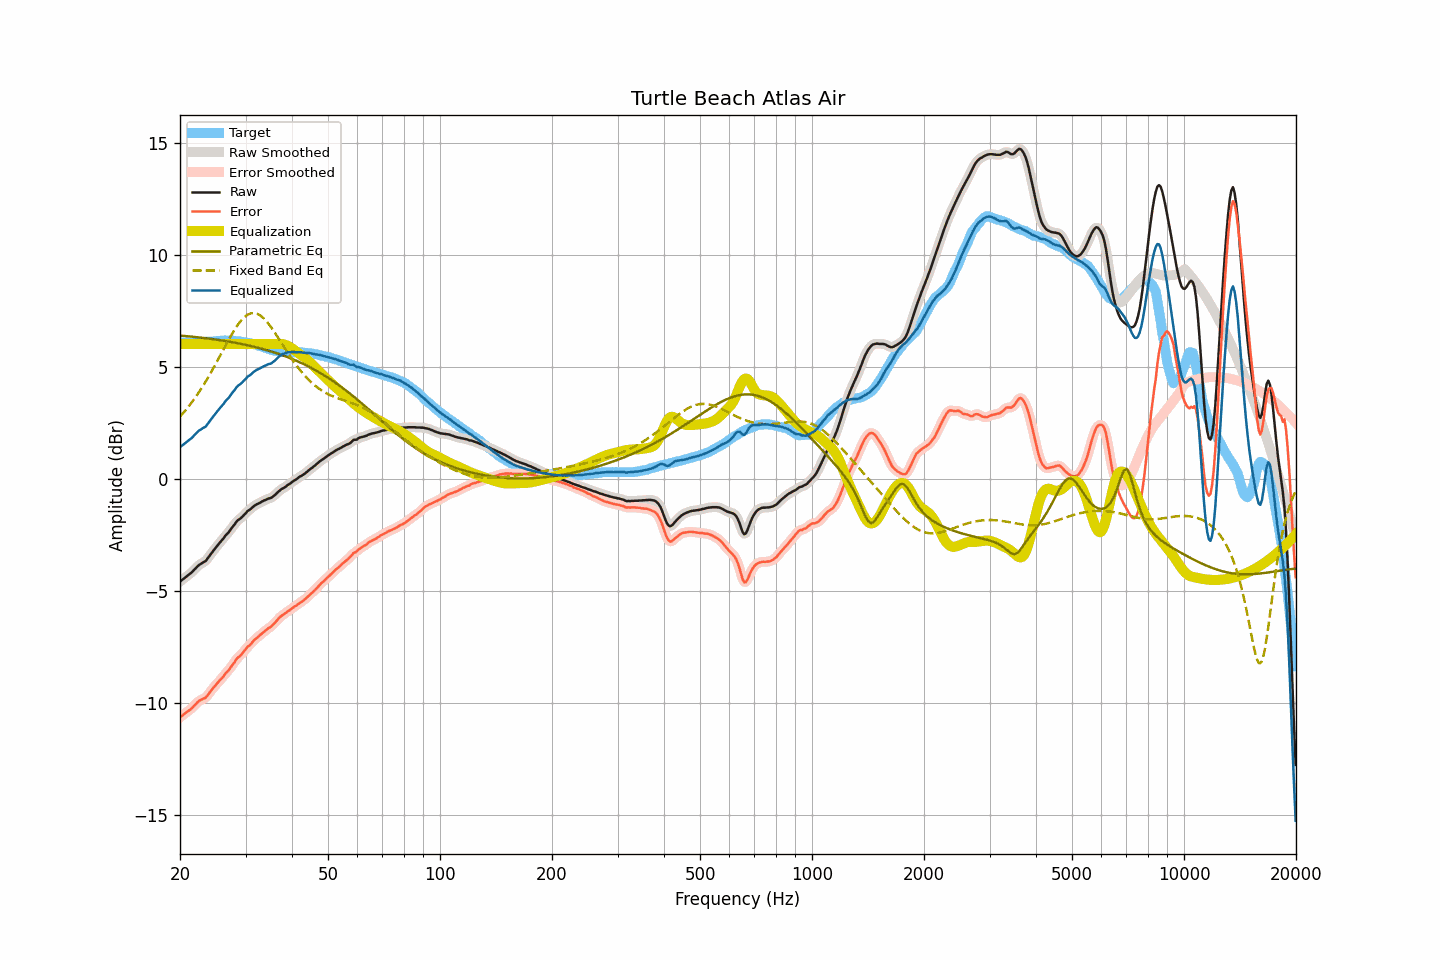 Turtle Beach Atlas Air
Target
Raw Smoothed
Error Smoothed
Raw
Error
Equalization
Parametric Eq
Fixed Band Eq
Equalized
Amplitude (dBr)
15
10
5
0
−5
−10
−15
20 50 100 200 500 1000 2000 5000 10000 20000
Frequency (Hz)